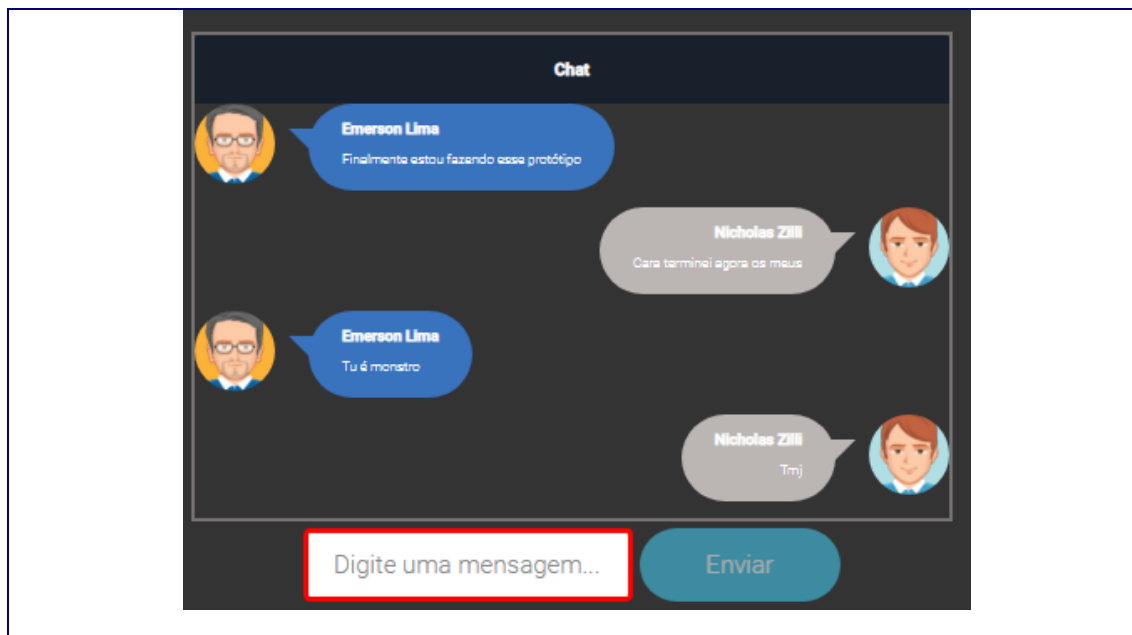 Chat
Emerson Lima
Finalmente estou fazendo esse protótipo
Nicholas Zilli
Cara terminei agora os meus
Emerson Lima
Tu é monstro
Nicholas Zilli
Tmj
Digite uma mensagem...
Enviar